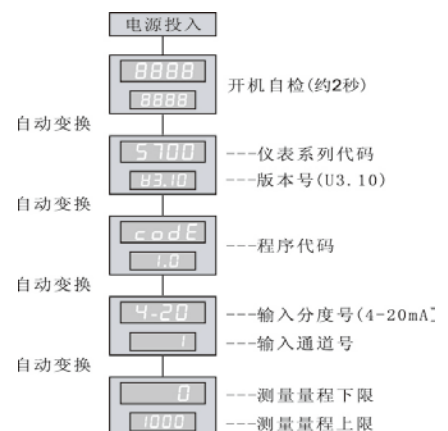 电源投入
8888
8888
开机自检(约2秒)
自动变换
5700
---仪表系列代码
U3.10
---版本号(U3.10)
自动变换
codE
---程序代码
1.0
自动变换
4-20
---输入分度号(4-20mA)
1
---输入通道号
自动变换
0
---测量量程下限
1000
---测量量程上限